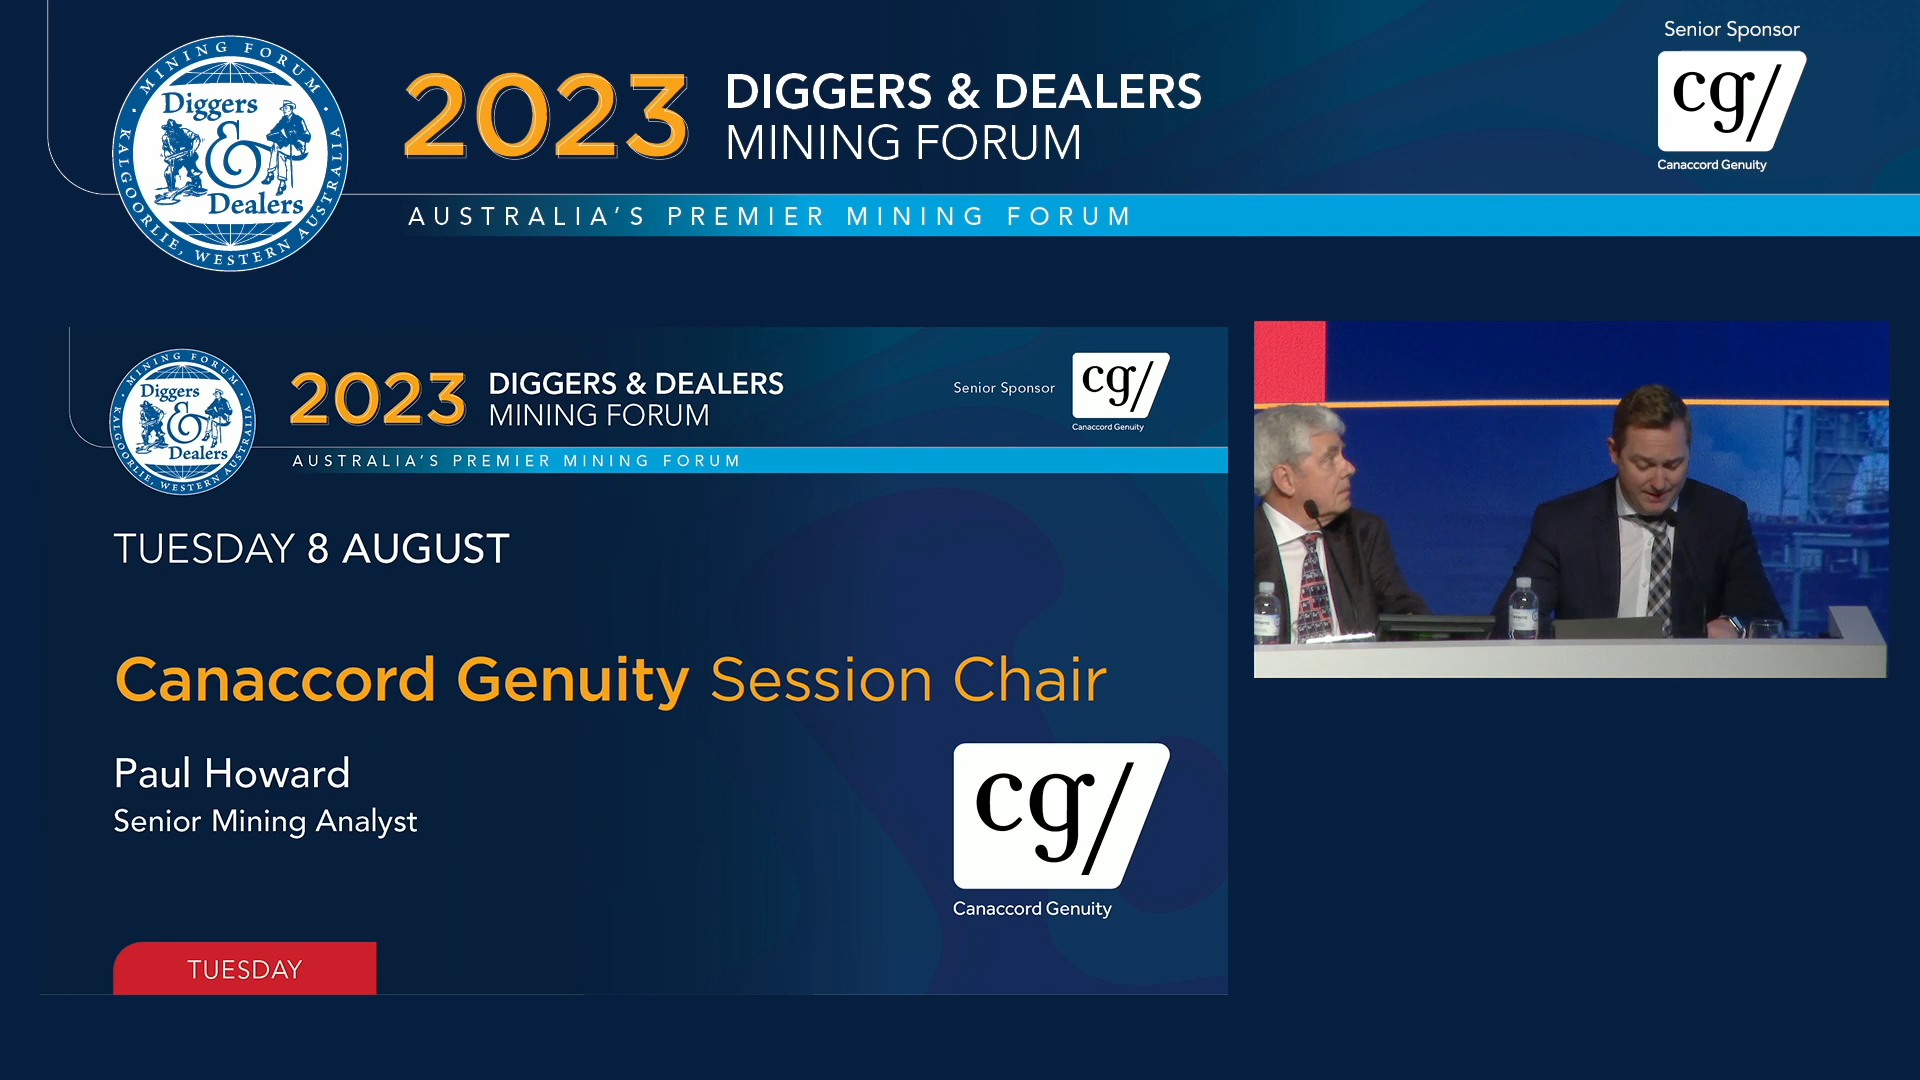 MINING FORUM
Diggers
&
Dealers
KALGOORLIE, WESTERN AUSTRALIA
2023
DIGGERS & DEALERS
MINING FORUM
AUSTRALIA'S PREMIER MINING FORUM
Senior Sponsor
cg/
Canaccord Genuity
MINING FORUM
Diggers
&
Dealers
KALGOORLIE, WESTERN AUSTRALIA
2023
DIGGERS & DEALERS
MINING FORUM
AUSTRALIA'S PREMIER MINING FORUM
Senior Sponsor
cg/
Canaccord Genuity
TUESDAY 8 AUGUST
Canaccord Genuity Session Chair
Paul Howard
Senior Mining Analyst
cg/
Canaccord Genuity
TUESDAY